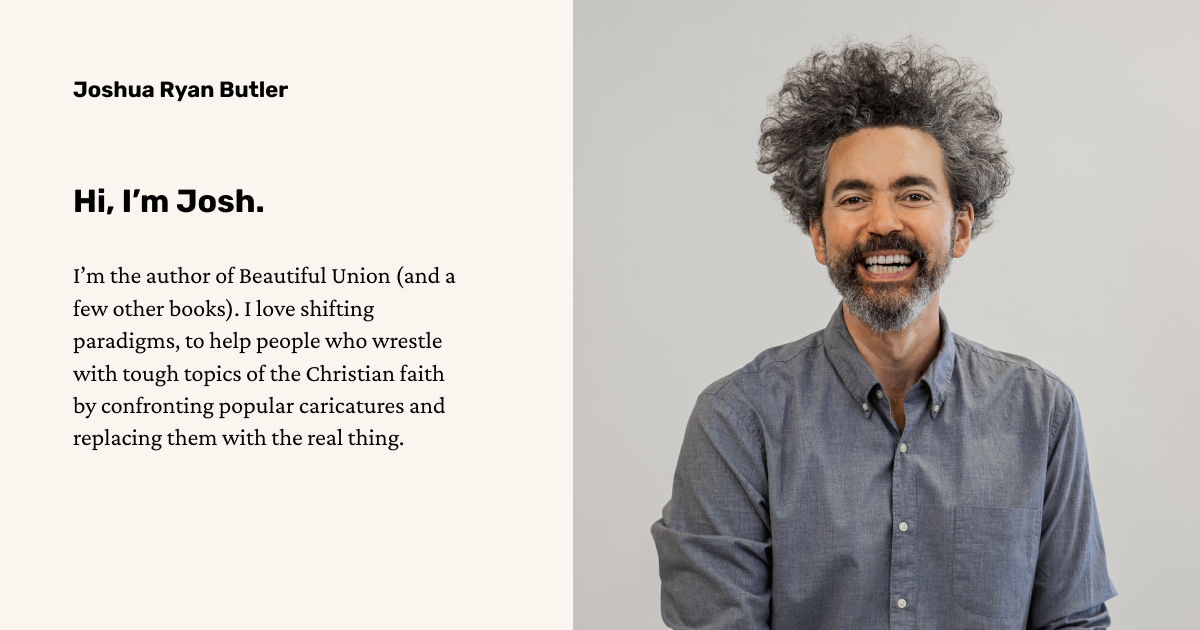 Joshua Ryan Butler
Hi, I’m Josh.
I’m the author of Beautiful Union (and a
few other books). I love shifting
paradigms, to help people who wrestle
with tough topics of the Christian faith
by confronting popular caricatures and
replacing them with the real thing.